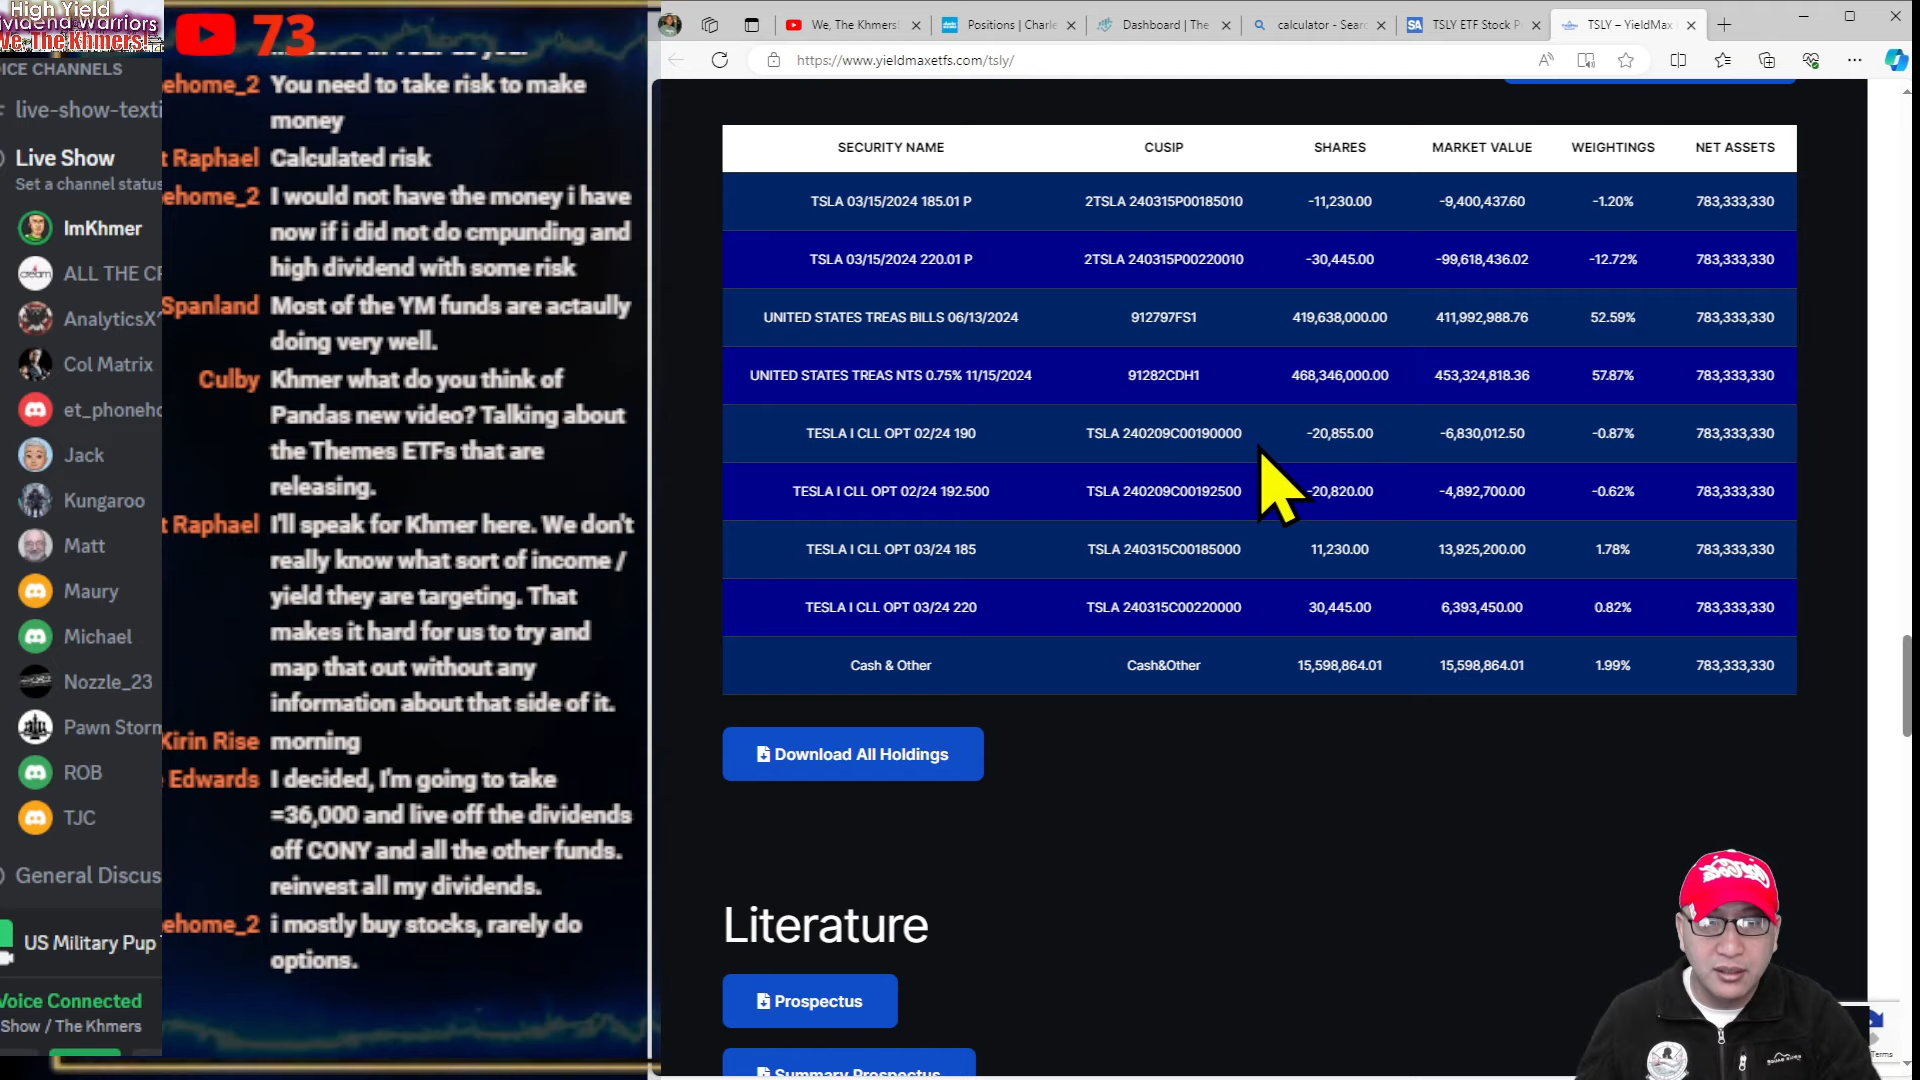 High Yield
Dividend Warriors
We, The Khmers!
73
ICE CHANNELS
live-show-texti
Live Show
Set a channel status
ImKhmer
ALL THE CR
AnalyticsX
Col Matrix
et_phoneho
Jack
Kungaroo
Matt
Maury
Michael
Nozzle_23
Pawn Storm
ROB
TJC
General Discus
US Military Pup
Voice Connected
Show / The Khmers
ehome_2 You need to take risk to make
money
t Raphael Calculated risk
ehome_2 I would not have the money i have
now if i did not do cmpunding and
high dividend with some risk
Spanland Most of the YM funds are actaully
doing very well.
Culby Khmer what do you think of
Pandas new video? Talking about
the Themes ETFs that are
releasing.
t Raphael I'll speak for Khmer here. We don't
really know what sort of income /
yield they are targeting. That
makes it hard for us to try and
map that out without any
information about that side of it.
Kirin Rise morning
Edwards I decided, I'm going to take
=36,000 and live off the dividends
off CONY and all the other funds.
reinvest all my dividends.
ehome_2 i mostly buy stocks, rarely do
options.
We, The Khmers! Positions | Charle Dashboard | The calculator - Searc TSLY ETF Stock P TSLY – YieldMax
https://www.yieldmaxetfs.com/tsly/
SECURITY NAME CUSIP SHARES MARKET VALUE WEIGHTINGS NET ASSETS
TSLA 03/15/2024 185.01 P 2TSLA 240315P00185010 -11,230.00 -9,400,437.60 -1.20% 783,333,330
TSLA 03/15/2024 220.01 P 2TSLA 240315P00220010 -30,445.00 -99,618,436.02 -12.72% 783,333,330
UNITED STATES TREAS BILLS 06/13/2024 912797FS1 419,638,000.00 411,992,988.76 52.59% 783,333,330
UNITED STATES TREAS NTS 0.75% 11/15/2024 91282CDH1 468,346,000.00 453,324,818.36 57.87% 783,333,330
TESLA I CLL OPT 02/24 190 TSLA 240209C00190000 -20,855.00 -6,830,012.50 -0.87% 783,333,330
TESLA I CLL OPT 02/24 192.500 TSLA 240209C00192500 -20,820.00 -4,892,700.00 -0.62% 783,333,330
TESLA I CLL OPT 03/24 185 TSLA 240315C00185000 11,230.00 13,925,200.00 1.78% 783,333,330
TESLA I CLL OPT 03/24 220 TSLA 240315C00220000 30,445.00 6,393,450.00 0.82% 783,333,330
Cash & Other Cash&Other 15,598,864.01 15,598,864.01 1.99% 783,333,330
Download All Holdings
Literature
Prospectus
Summary Prospectus
Terms